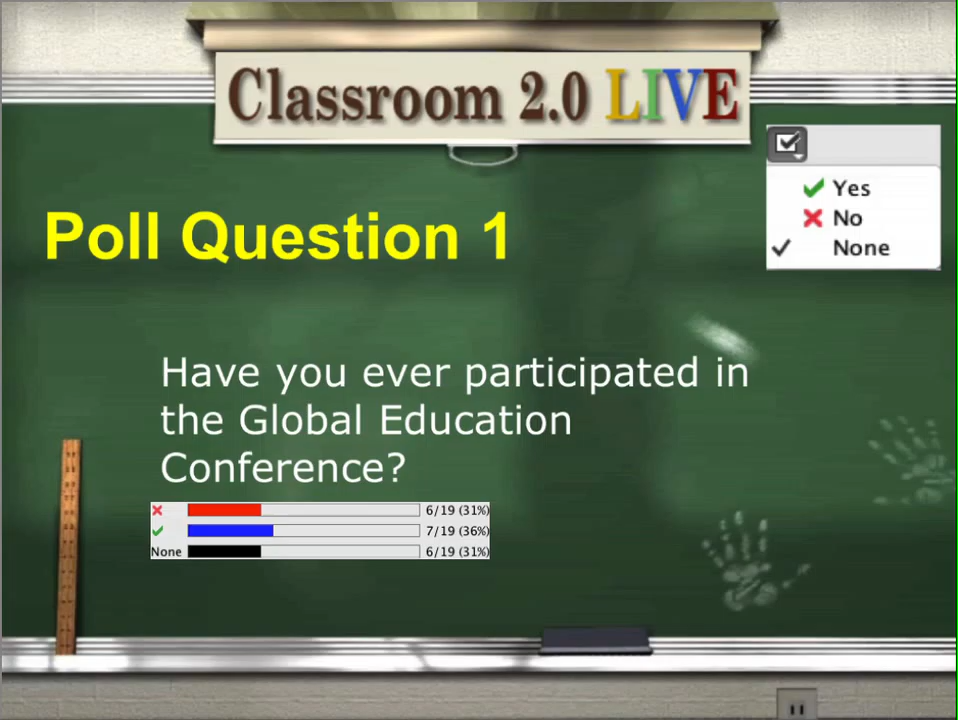 Classroom 2.0 LIVE
Yes
No
None
Poll Question 1
Have you ever participated in
the Global Education
Conference?
6/19 (31%)
7/19 (36%)
None 6/19 (31%)